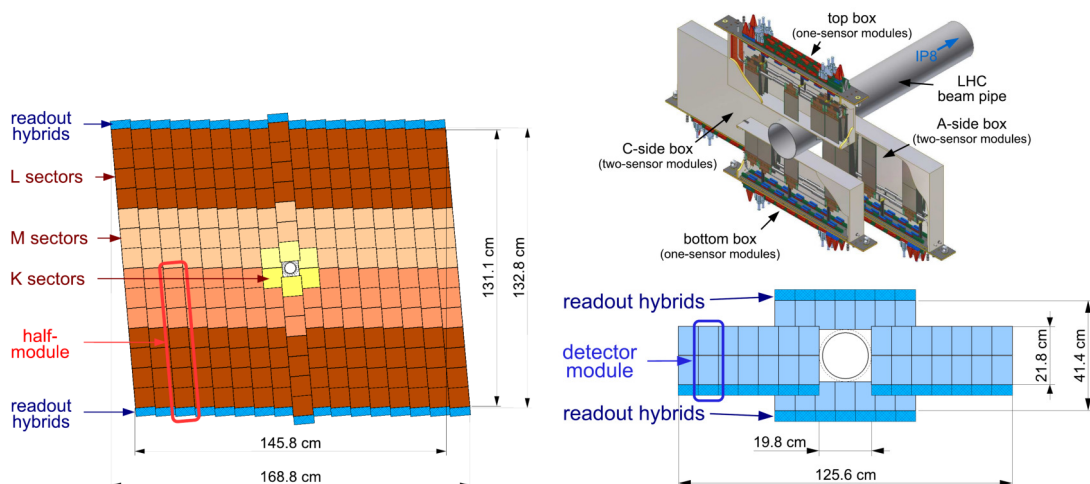 readout
hybrids
L sectors
M sectors
K sectors
half-
module
readout
hybrids
131.1 cm
132.8 cm
145.8 cm
168.8 cm
top box
(one-sensor modules)
IP8
LHC
beam pipe
A-side box
(two-sensor modules)
C-side box
(two-sensor modules)
bottom box
(one-sensor modules)
readout hybrids
detector
module
readout hybrids
21.8 cm
41.4 cm
19.8 cm
125.6 cm